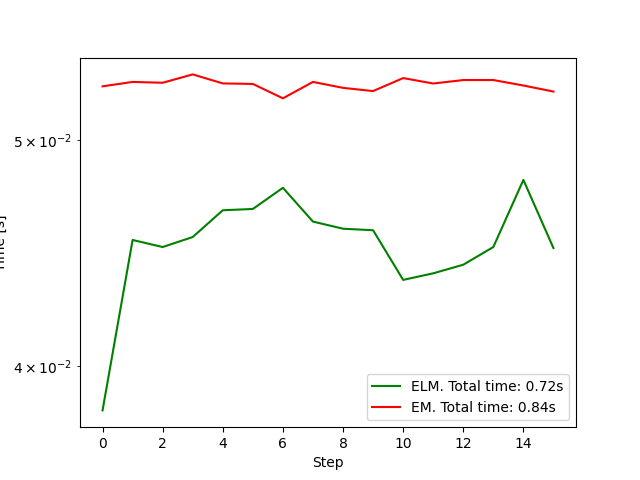 5 × 10⁻²
4 × 10⁻²
Time [s]
0 2 4 6 8 10 12 14
Step
ELM. Total time: 0.72s
EM. Total time: 0.84s